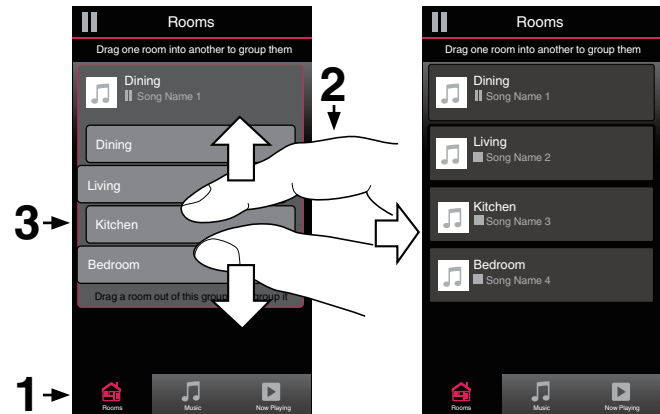 Rooms
Drag one room into another to group them
Dining
Song Name 1
Dining
Living
Kitchen
Bedroom
Drag a room out of this group it
Rooms
Music
Now Playing
1
2
3
Rooms
Drag one room into another to group them
Dining
Song Name 1
Living
Song Name 2
Kitchen
Song Name 3
Bedroom
Song Name 4
Rooms
Music
Now Playing